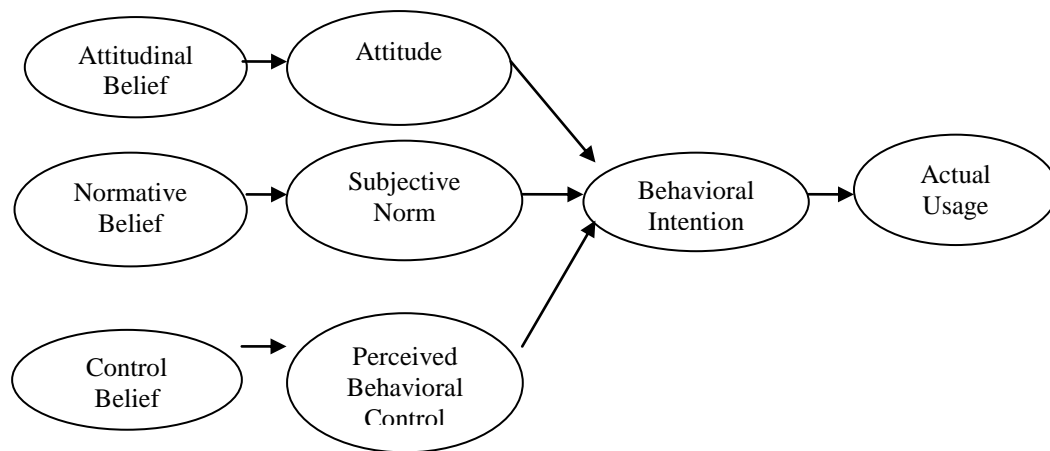 Attitudinal
Belief
Attitude
Normative
Belief
Subjective
Norm
Behavioral
Intention
Actual
Usage
Control
Belief
Perceived
Behavioral
Control